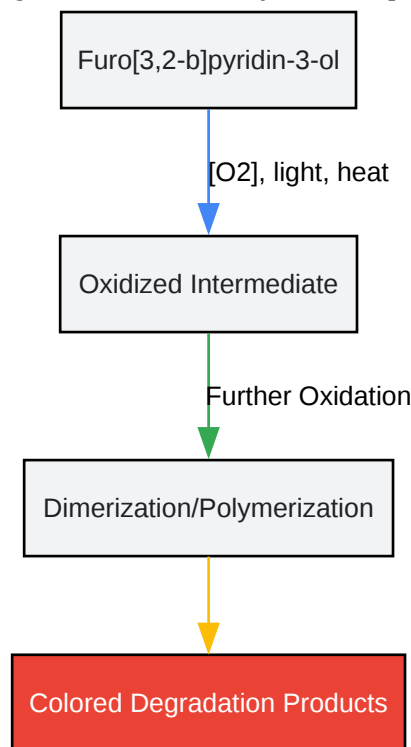 Furo[3,2-b]pyridin-3-ol
[O2], light, heat
Oxidized Intermediate
Further Oxidation
Dimerization/Polymerization
Colored Degradation Products